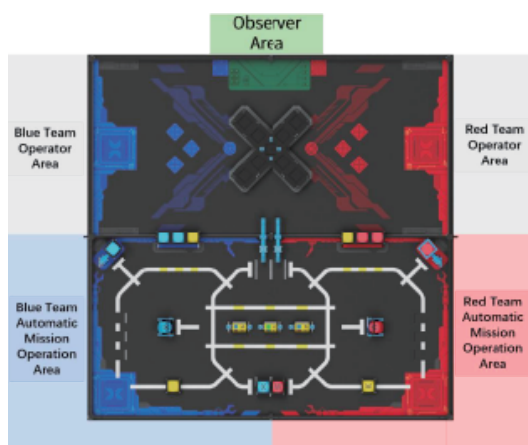 Observer
Area
Blue Team
Operator
Area
Red Team
Operator
Area
Blue Team
Automatic
Mission
Operation
Area
Red Team
Automatic
Mission
Operation
Area